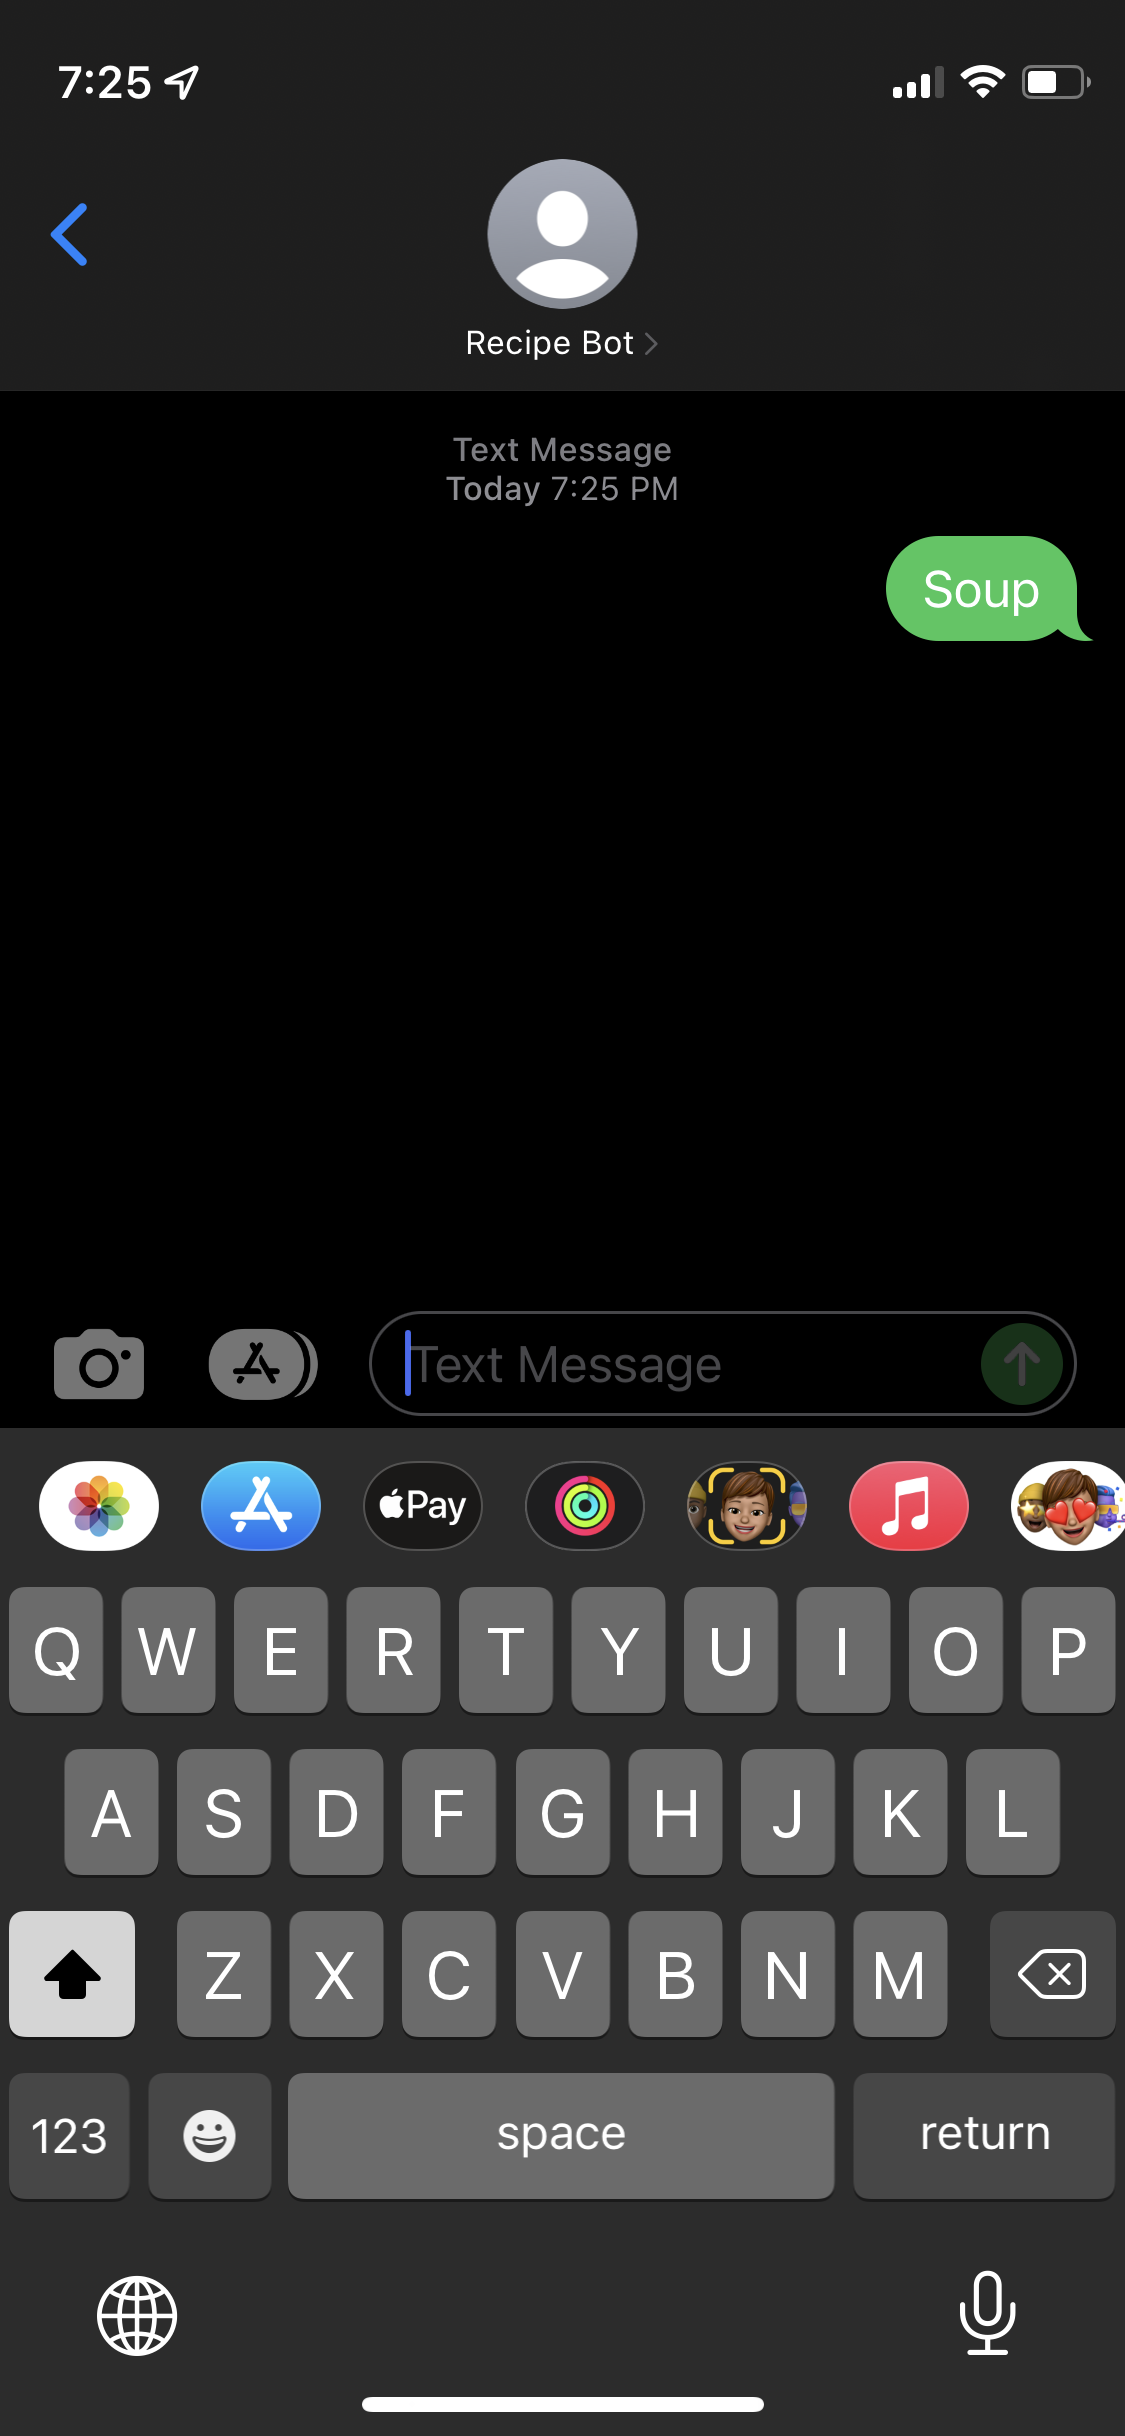 7:25
Recipe Bot
Text Message
Today 7:25 PM
Soup
Text Message
Pay
Q W E R T Y U I O P
A S D F G H J K L
Z X C V B N M
123 space return